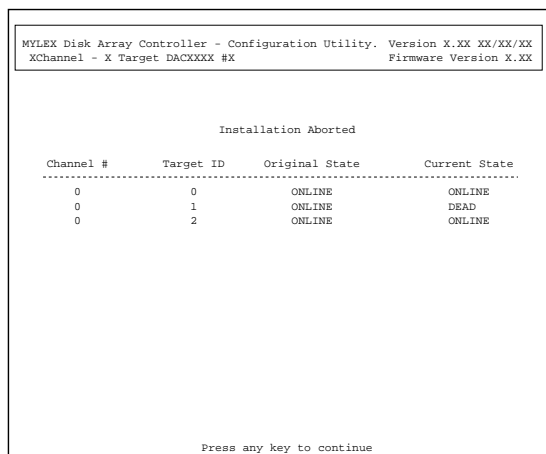 MYLEX Disk Array Controller - Configuration Utility. Version X.XX XX/XX/XX
XChannel - X Target DACXXXX #X Firmware Version X.XX
Installation Aborted
Channel # Target ID Original State Current State
0 0 ONLINE ONLINE
0 1 ONLINE DEAD
0 2 ONLINE ONLINE
Press any key to continue